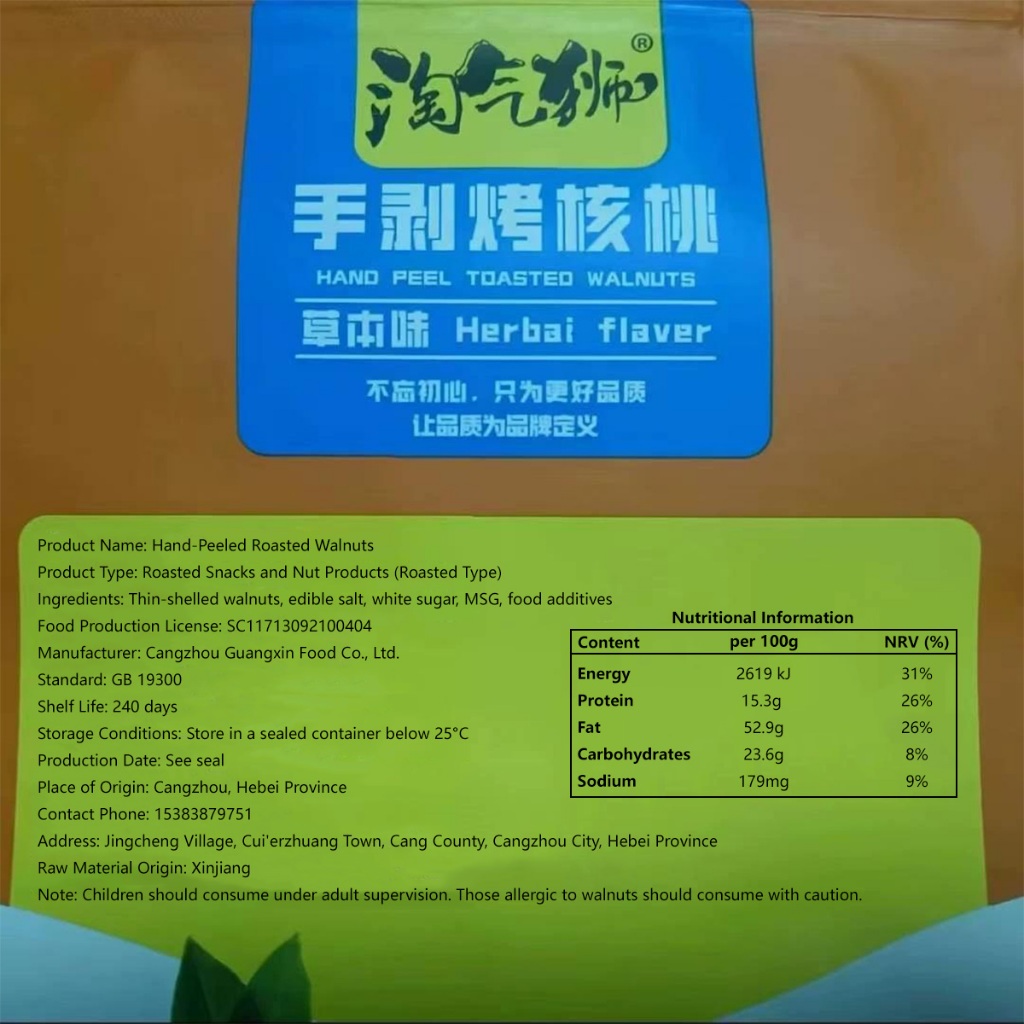 淘气狮®
手剥烤核桃
HAND PEEL TOASTED WALNUTS
草本味 Herbai flaver
不忘初心，只为更好品质
让品质为品牌定义
Product Name: Hand-Peeled Roasted Walnuts
Product Type: Roasted Snacks and Nut Products (Roasted Type)
Ingredients: Thin-shelled walnuts, edible salt, white sugar, MSG, food additives
Food Production License: SC11713092100404
Manufacturer: Cangzhou Guangxin Food Co., Ltd.
Standard: GB 19300
Shelf Life: 240 days
Storage Conditions: Store in a sealed container below 25°C
Production Date: See seal
Place of Origin: Cangzhou, Hebei Province
Contact Phone: 15383879751
Address: Jingcheng Village, Cui'erzhuang Town, Cang County, Cangzhou City, Hebei Province
Raw Material Origin: Xinjiang
Note: Children should consume under adult supervision. Those allergic to walnuts should consume with caution.
Nutritional Information
Content per 100g NRV (%)
Energy 2619 kJ 31%
Protein 15.3g 26%
Fat 52.9g 26%
Carbohydrates 23.6g 8%
Sodium 179mg 9%